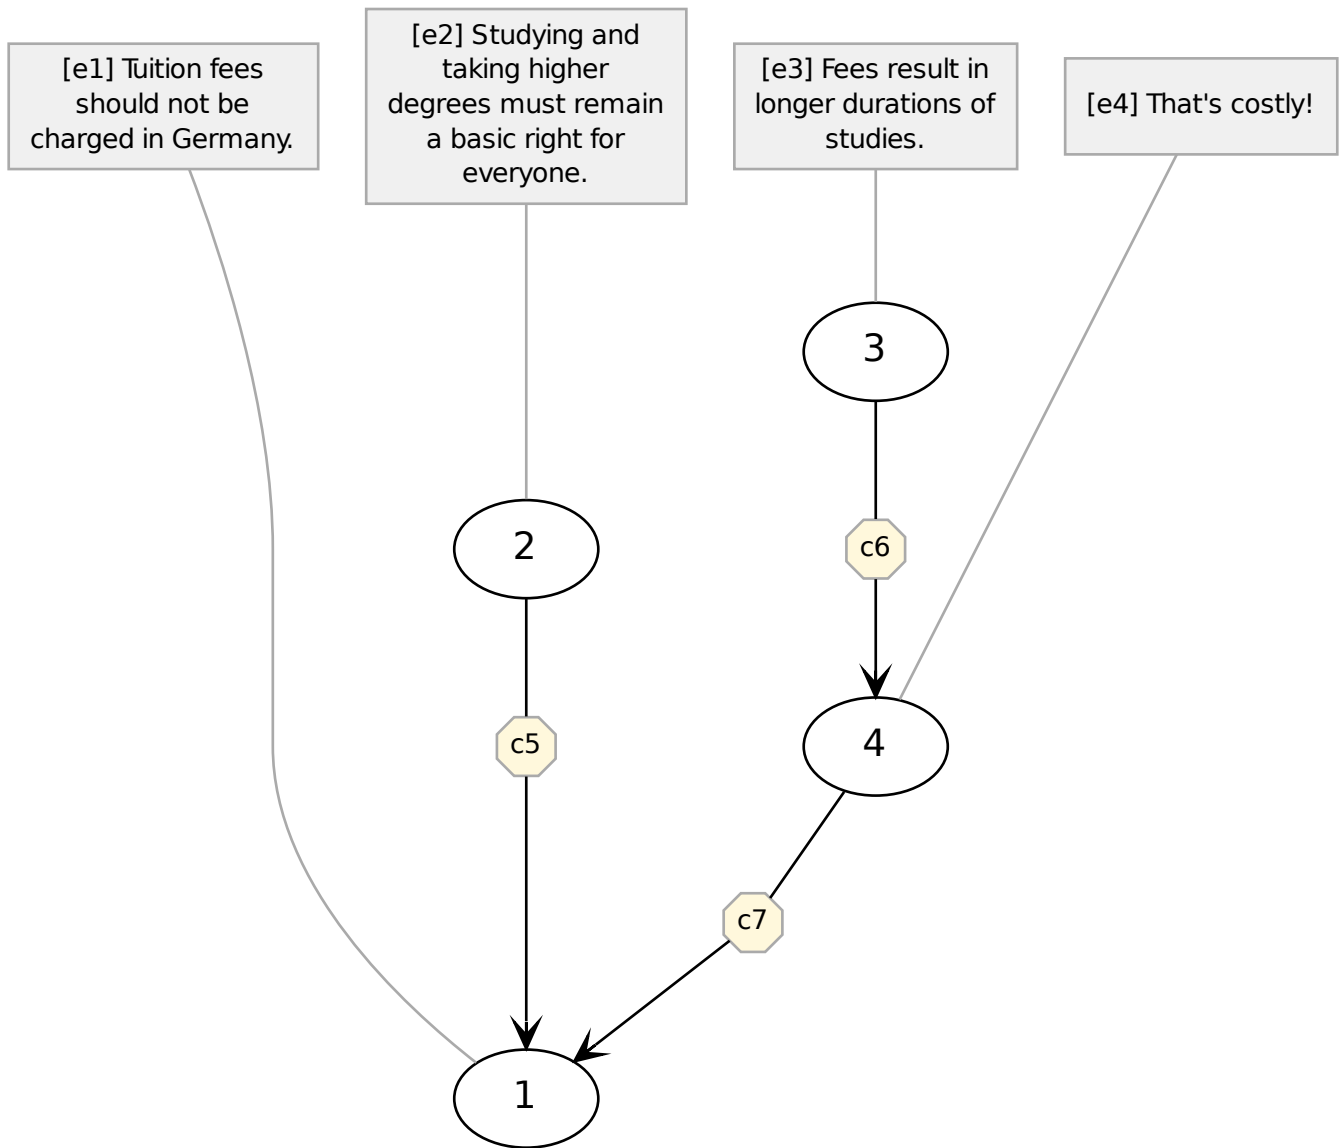 [e1] Tuition fees
should not be
charged in Germany.
[e2] Studying and
taking higher
degrees must remain
a basic right for
everyone.
[e3] Fees result in
longer durations of
studies.
[e4] That's costly!
3
2
c6
c5
4
c7
1